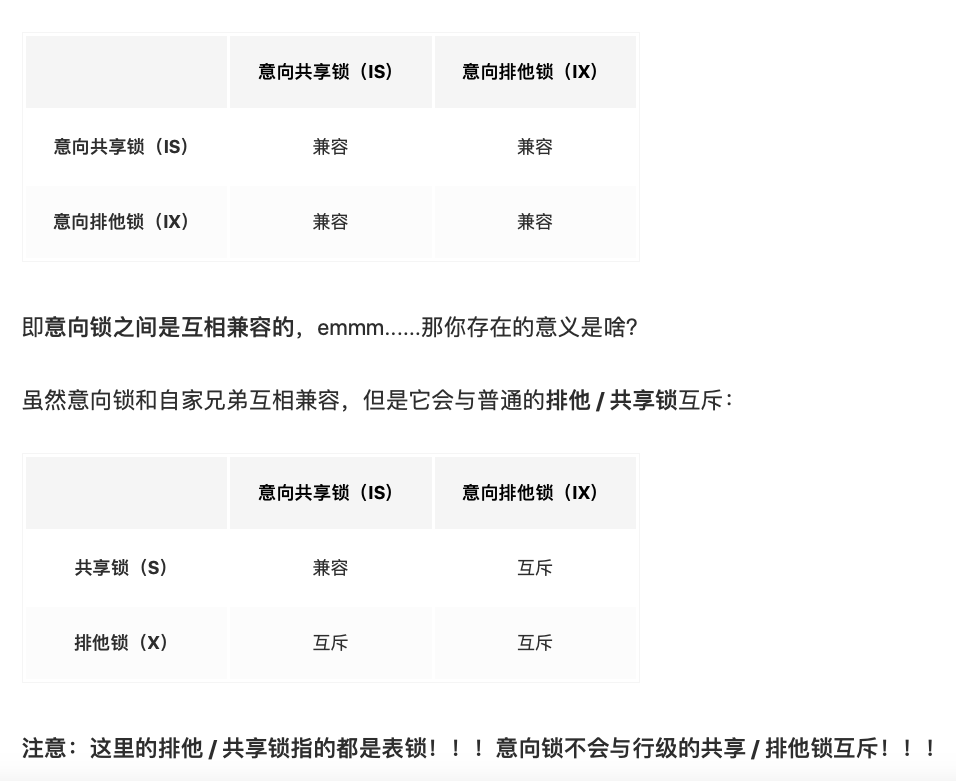 意向共享锁（IS） 意向排他锁（IX）
意向共享锁（IS） 兼容 兼容
意向排他锁（IX） 兼容 兼容
即意向锁之间是互相兼容的，emmm......那你存在的意义是啥？
虽然意向锁和自家兄弟互相兼容，但是它会与普通的排他 / 共享锁互斥：
意向共享锁（IS） 意向排他锁（IX）
共享锁（S） 兼容 互斥
排他锁（X） 互斥 互斥
注意：这里的排他 / 共享锁指的都是表锁！！！意向锁不会与行级的共享 / 排他锁互斥！！！